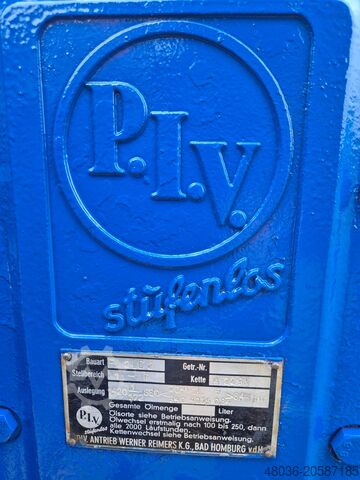 P.I.V.
stufenlos
Bauart
Getr.-Nr.
Stellbereich
Kette
Auslegung
Gesamte Ölmenge
Liter
P.I.V
stufenlos
Ölsorte siehe Betriebsanweisung.
Ölwechsel erstmalig nach 100 bis 250, dann
alle 2000 Laufstunden.
Kettenwechsel siehe Betriebsanweisung.
P.I.V. ANTRIEB WERNER REIMERS K.G., BAD HOMBURG v.d.H
48036-20587185